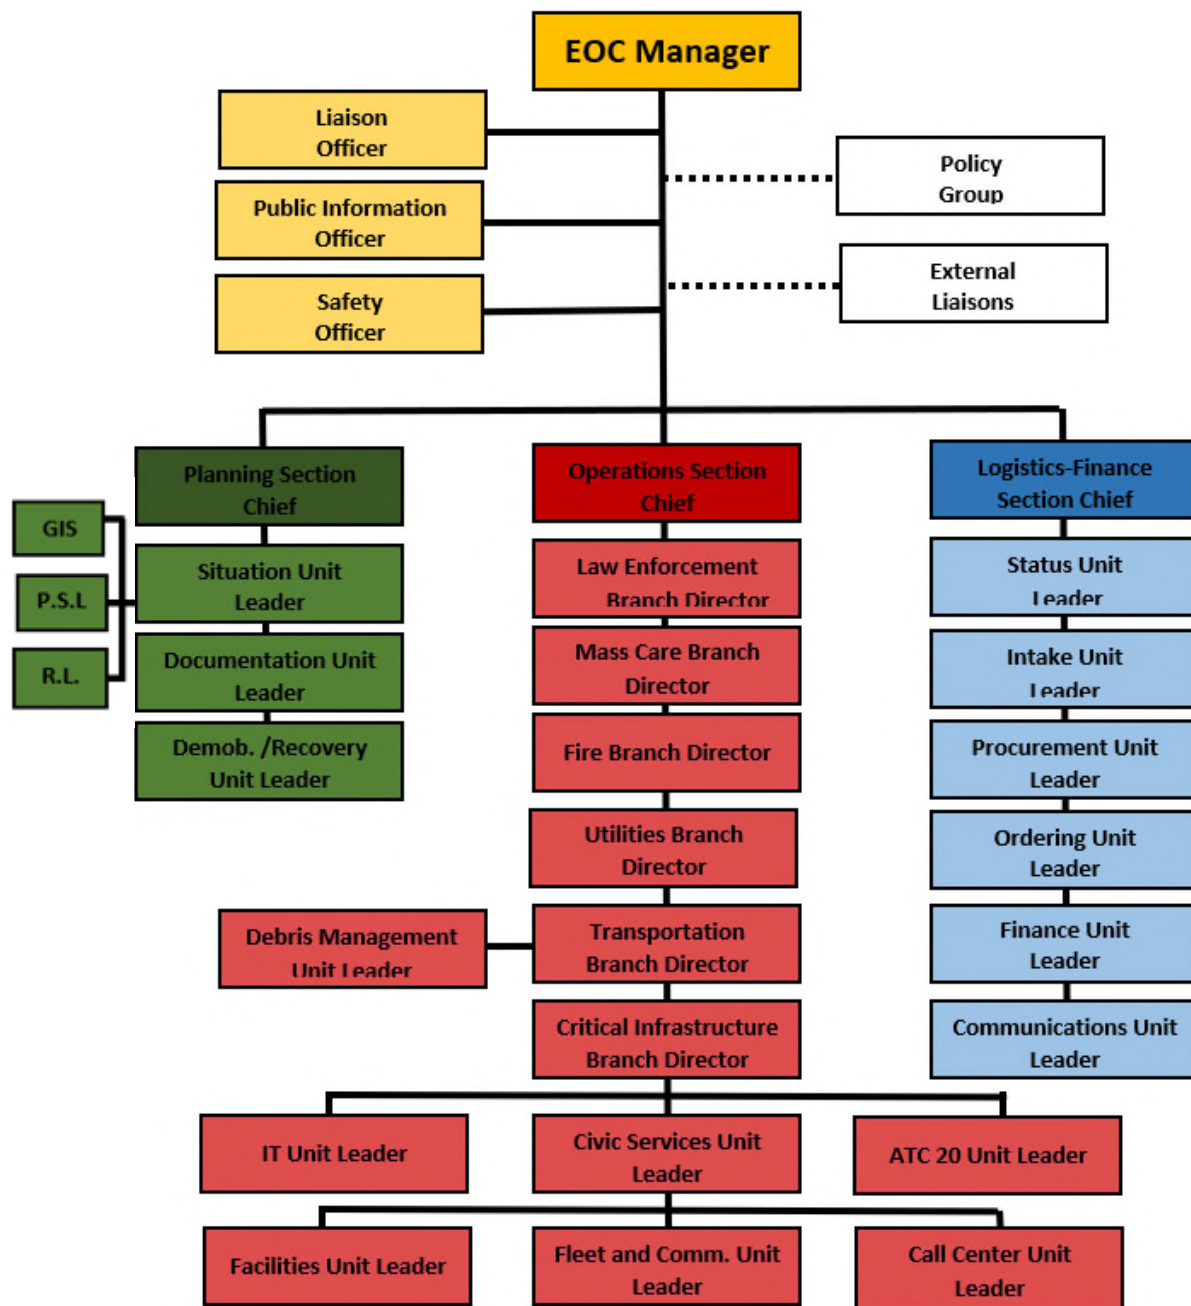 EOC Manager
Liaison
Officer
Policy
Group
Public Information
Officer
External
Liaisons
Safety
Officer
Planning Section
Chief
Operations Section
Chief
Logistics-Finance
Section Chief
GIS
P.S.L
R.L.
Situation Unit
Leader
Documentation Unit
Leader
Demob. /Recovery
Unit Leader
Law Enforcement
Branch Director
Mass Care Branch
Director
Fire Branch Director
Utilities Branch
Director
Debris Management
Unit Leader
Transportation
Branch Director
Critical Infrastructure
Branch Director
Status Unit
Leader
Intake Unit
Leader
Procurement Unit
Leader
Ordering Unit
Leader
Finance Unit
Leader
Communications Unit
Leader
IT Unit Leader
Civic Services Unit
Leader
ATC 20 Unit Leader
Facilities Unit Leader
Fleet and Comm. Unit
Leader
Call Center Unit
Leader